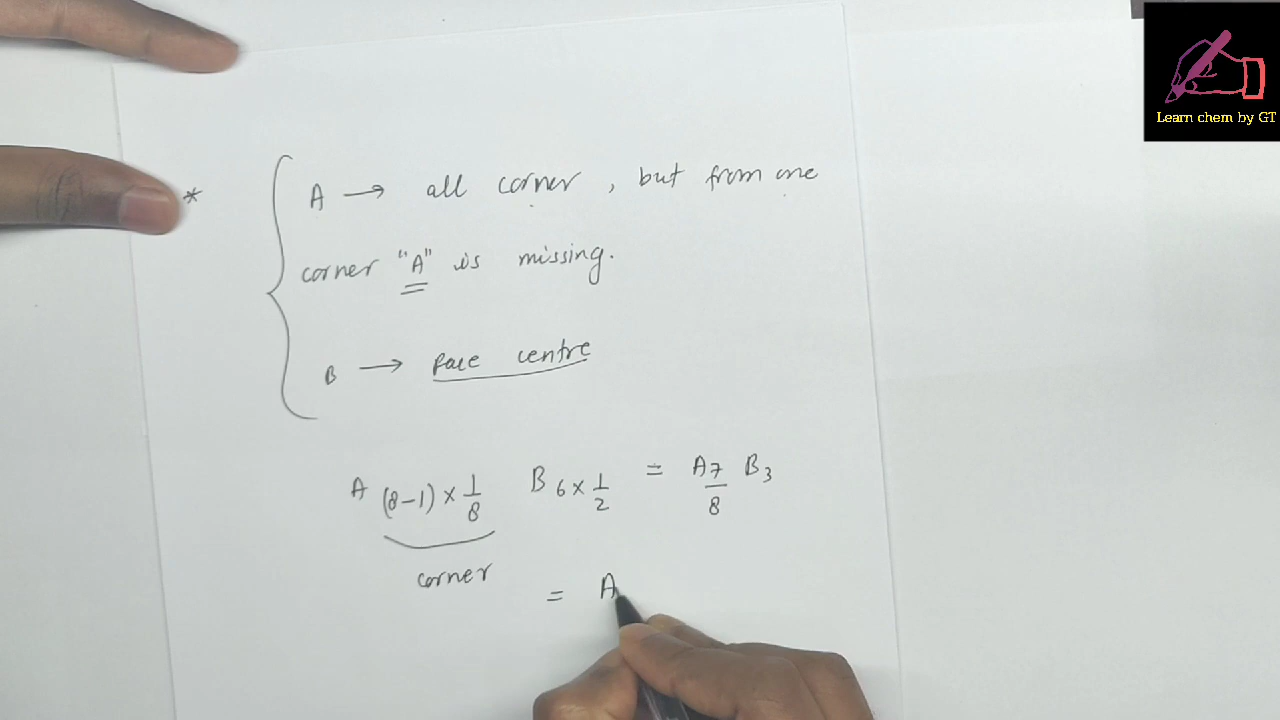 Learn chem by GT
* A → all corner, but from one
corner "A" is missing.
B → Face centre
A (8-1) × 1/8 B 6 × 1/2 = A 7/8 B 3
corner
= A